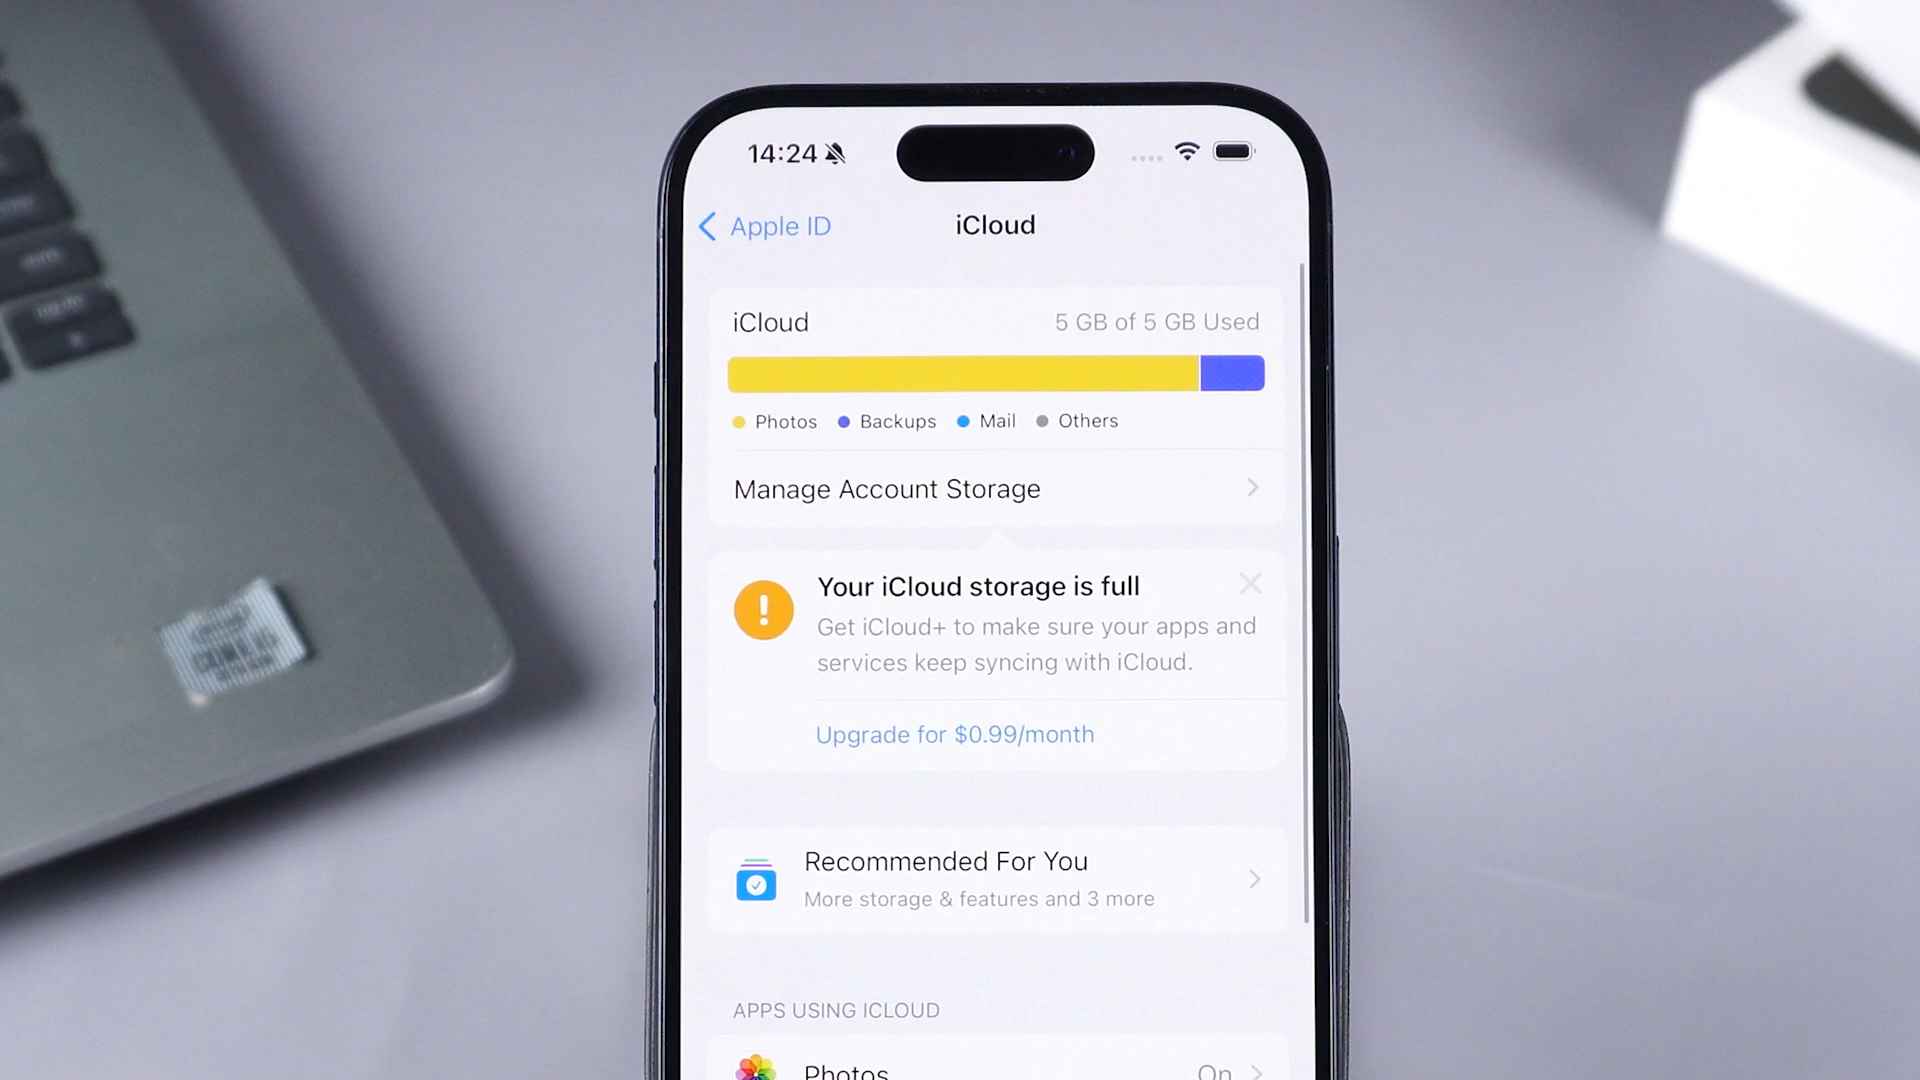 14:24
Apple ID
iCloud
iCloud
5 GB of 5 GB Used
Photos
Backups
Mail
Others
Manage Account Storage
Your iCloud storage is full
Get iCloud+ to make sure your apps and
services keep syncing with iCloud.
Upgrade for $0.99/month
Recommended For You
More storage & features and 3 more
APPS USING ICLOUD
Photos
On